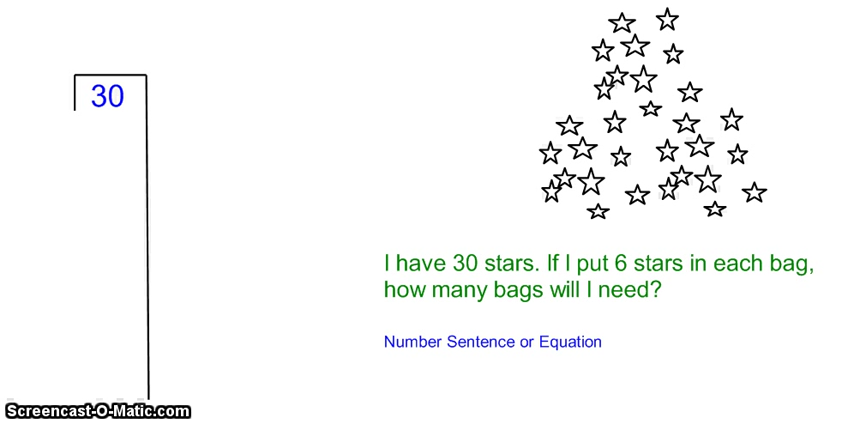 30
I have 30 stars. If I put 6 stars in each bag,
how many bags will I need?
Number Sentence or Equation
Screencast-O-Matic.com